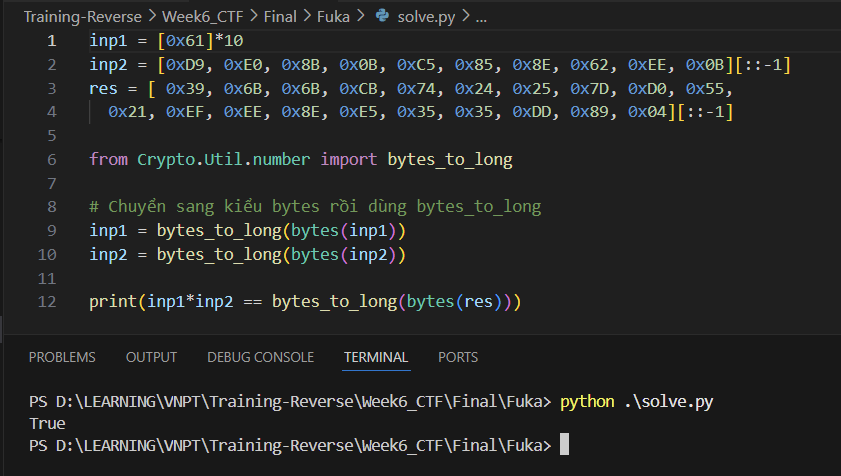 Training-Reverse > Week6_CTF > Final > Fuka > solve.py > ...
1 inp1 = [0x61]*10
2 inp2 = [0xD9, 0xE0, 0x8B, 0x0B, 0xC5, 0x85, 0x8E, 0x62, 0xEE, 0x0B][::-1]
3 res = [ 0x39, 0x6B, 0x6B, 0xCB, 0x74, 0x24, 0x25, 0x7D, 0xD0, 0x55,
4 0x21, 0xEF, 0xEE, 0x8E, 0xE5, 0x35, 0x35, 0xDD, 0x89, 0x04][::-1]
5
6 from Crypto.Util.number import bytes_to_long
7
8 # Chuyển sang kiểu bytes rồi dùng bytes_to_long
9 inp1 = bytes_to_long(bytes(inp1))
10 inp2 = bytes_to_long(bytes(inp2))
11
12 print(inp1*inp2 == bytes_to_long(bytes(res)))
PROBLEMS OUTPUT DEBUG CONSOLE TERMINAL PORTS
PS D:\LEARNING\VNPT\Training-Reverse\Week6_CTF\Final\Fuka> python .\solve.py
True
PS D:\LEARNING\VNPT\Training-Reverse\Week6_CTF\Final\Fuka>